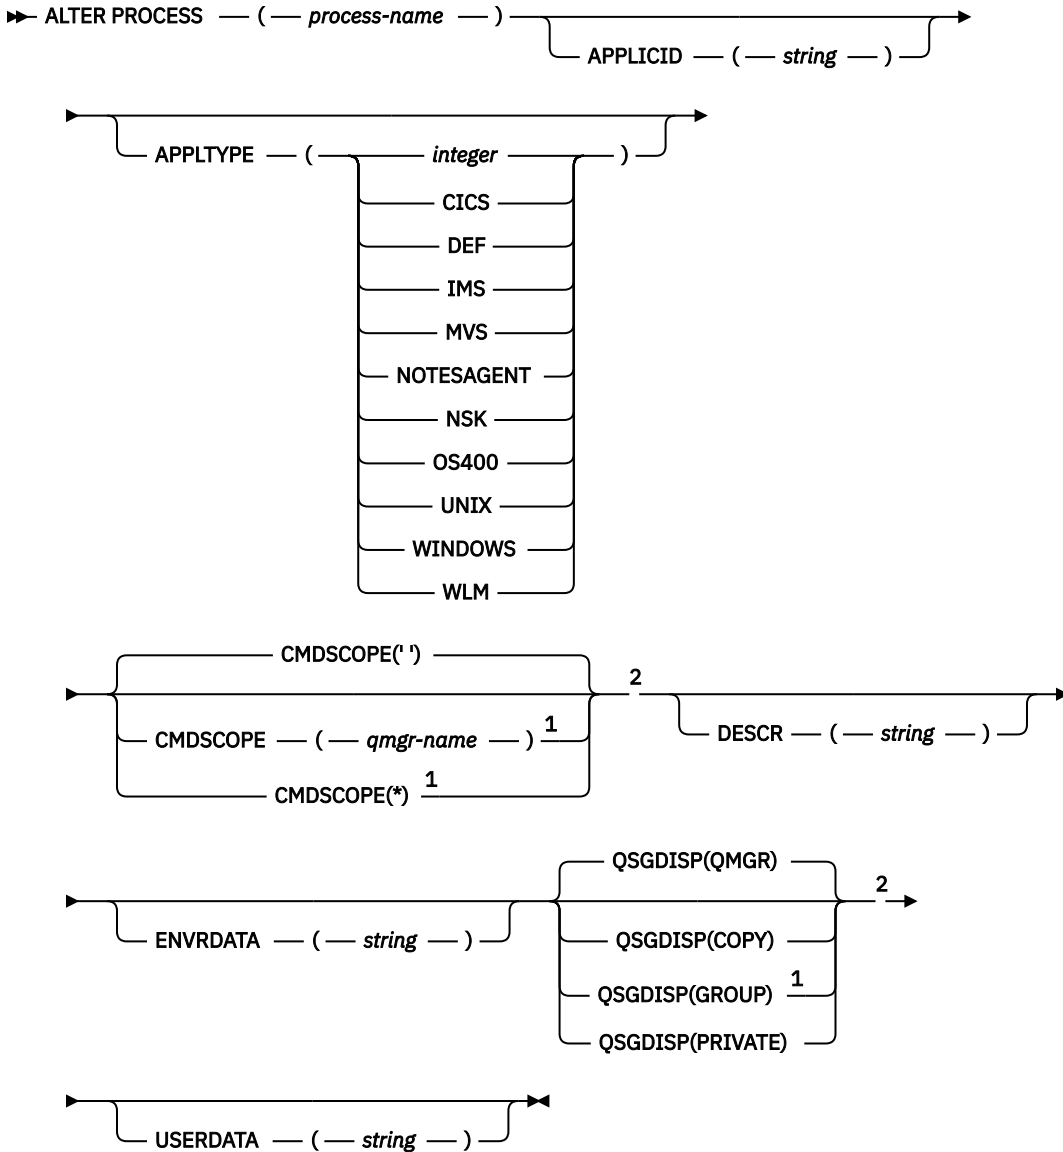 ALTER PROCESS ( process-name )
APPLICID ( string )
APPLTYPE ( integer )
CICS
DEF
IMS
MVS
NOTESAGENT
NSK
OS400
UNIX
WINDOWS
WLM
CMDSCOPE(' ')
2
CMDSCOPE ( qmgr-name ) 1
DESCR ( string )
CMDSCOPE(*) 1
QSGDISP(QMGR)
2
ENVRDATA ( string )
QSGDISP(COPY)
QSGDISP(GROUP) 1
QSGDISP(PRIVATE)
USERDATA ( string )